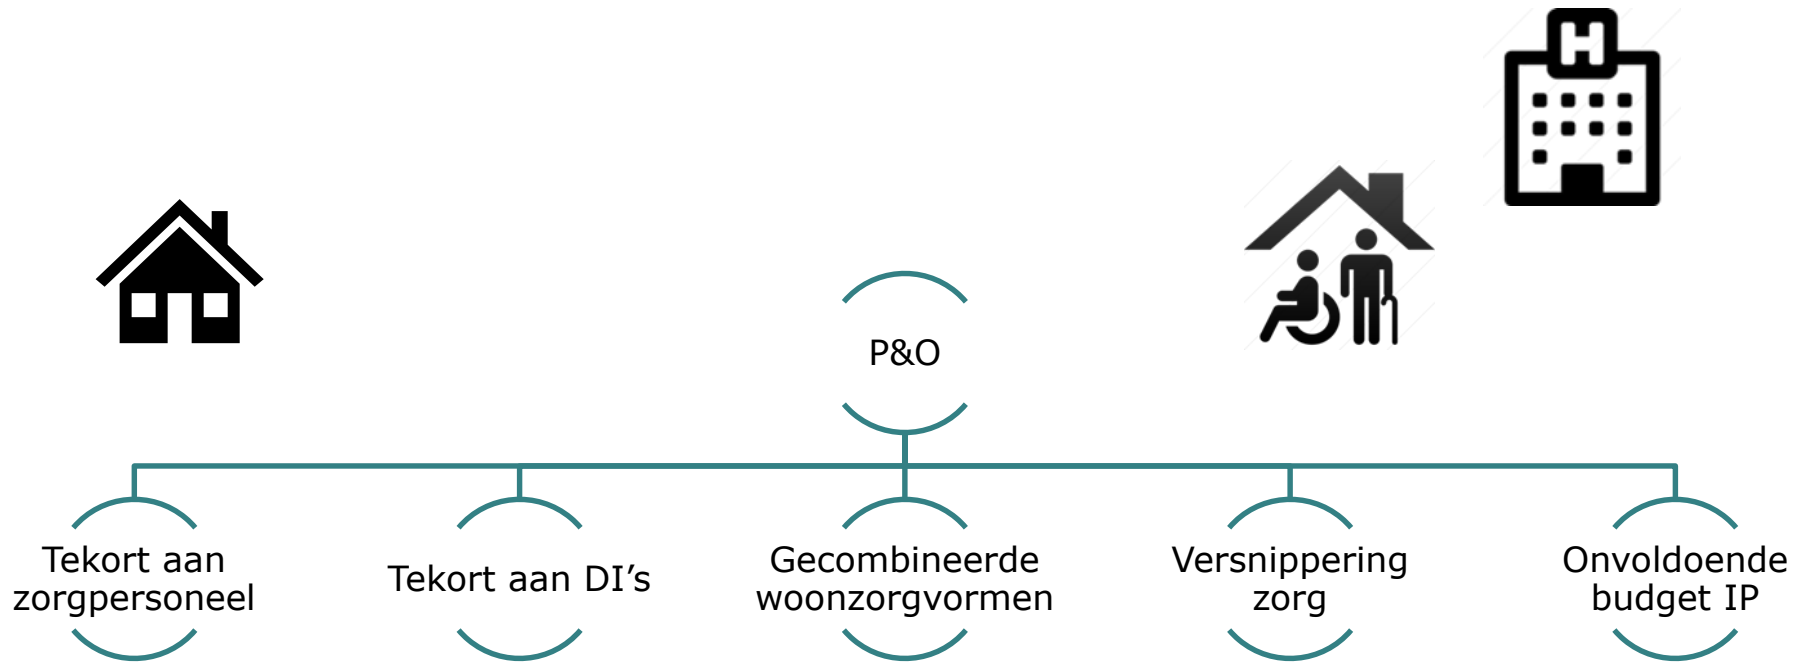 H
P&O
Tekort aan
zorgpersoneel
Tekort aan DI’s
Gecombineerde
woonzorgvormen
Versnippering
zorg
Onvoldoende
budget IP